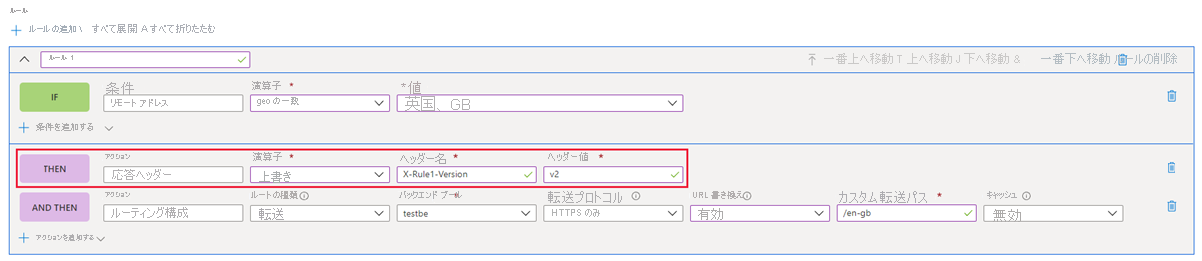 ルール
ルールの追加 \ すべて展開 A すべて折りたたむ
ルール 1
一番上へ移動 T 上へ移動 J 下へ移動 & 一番下へ移動 ルールの削除
IF
条件
リモート アドレス
演算子 *
geo の一致
*値
英国、GB
条件を追加する
THEN
アクション
応答ヘッダー
演算子 *
上書き
ヘッダー名 *
X-Rule1-Version
ヘッダー値 *
v2
AND THEN
アクション
ルーティング構成
ルートの種類
転送
バックエンド プール
testbe
転送プロトコル
HTTPS のみ
URL 書き換え
有効
カスタム転送パス *
/en-gb
キャッシュ
無効
アクションを追加する